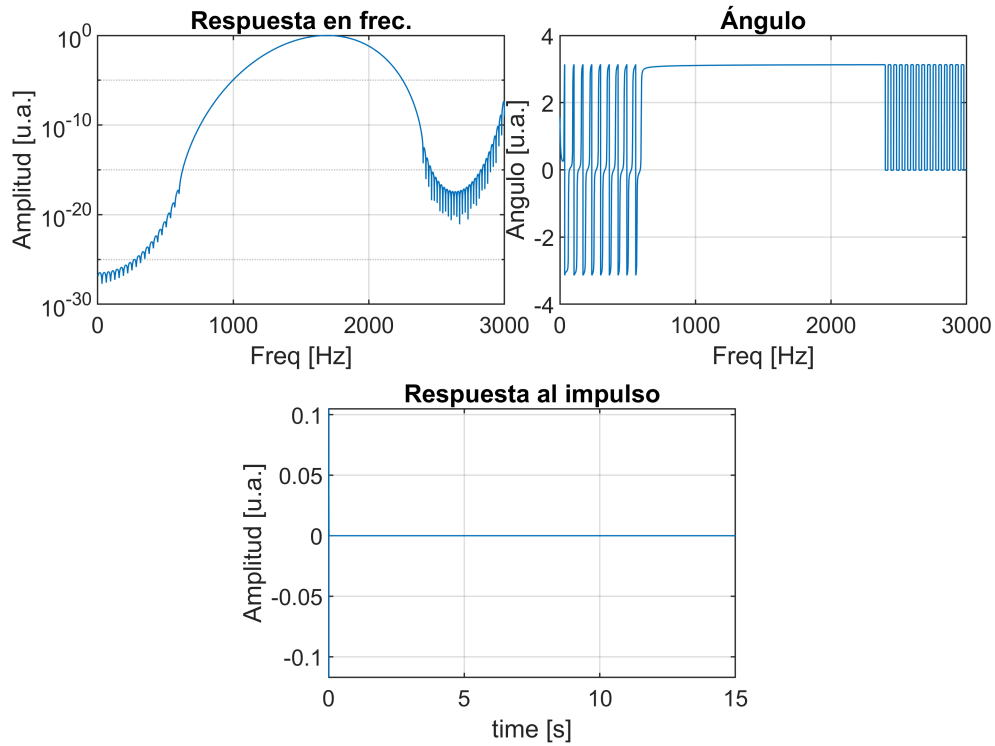 Respuesta en frec.
Amplitud [u.a.]
10^0
10^-10
10^-20
10^-30
0 1000 2000 3000
Freq [Hz]
Ángulo
Angulo [u.a.]
4
2
0
-2
-4
0 1000 2000 3000
Freq [Hz]
Respuesta al impulso
Amplitud [u.a.]
0.1
0.05
0
-0.05
-0.1
0 5 10 15
time [s]